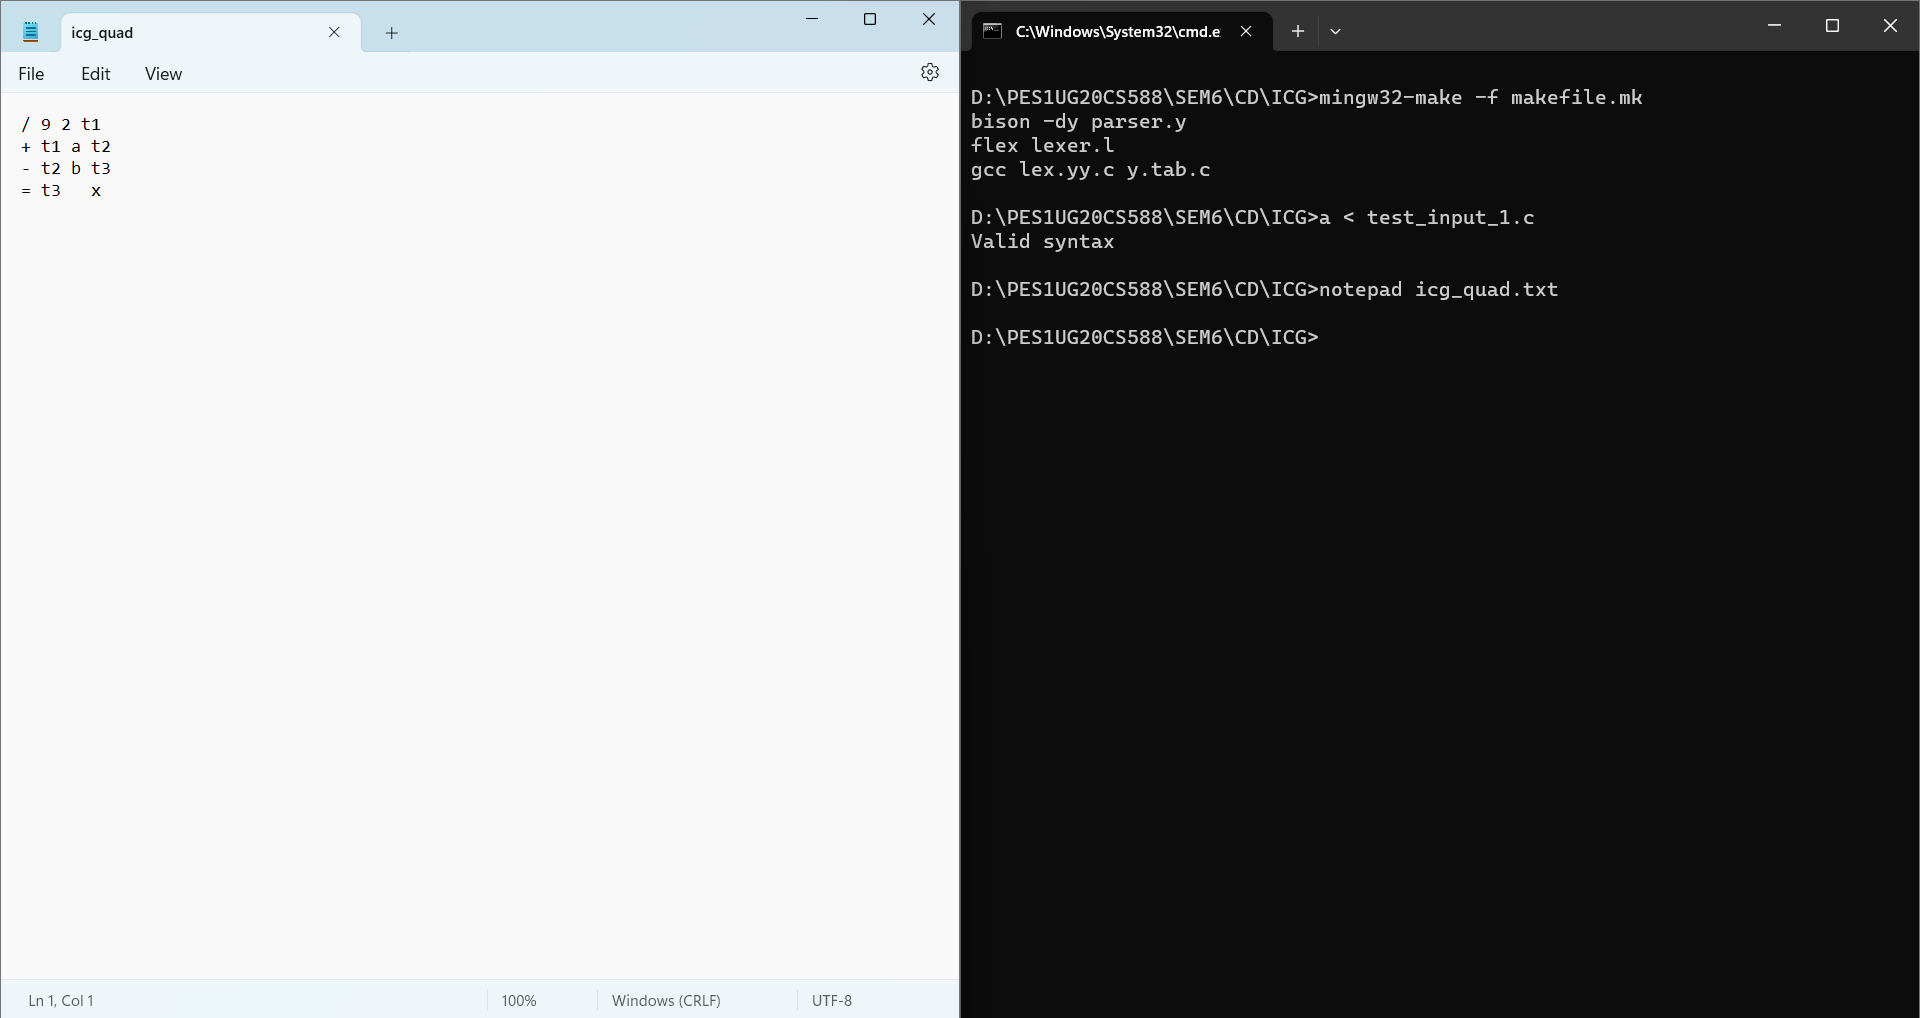 icg_quad
File Edit View
/ 9 2 t1
+ t1 a t2
- t2 b t3
= t3   x
Ln 1, Col 1 100% Windows (CRLF) UTF-8
C:\Windows\System32\cmd.e
D:\PES1UG20CS588\SEM6\CD\ICG>mingw32-make -f makefile.mk
bison -dy parser.y
flex lexer.l
gcc lex.yy.c y.tab.c
D:\PES1UG20CS588\SEM6\CD\ICG>a < test_input_1.c
Valid syntax
D:\PES1UG20CS588\SEM6\CD\ICG>notepad icg_quad.txt
D:\PES1UG20CS588\SEM6\CD\ICG>